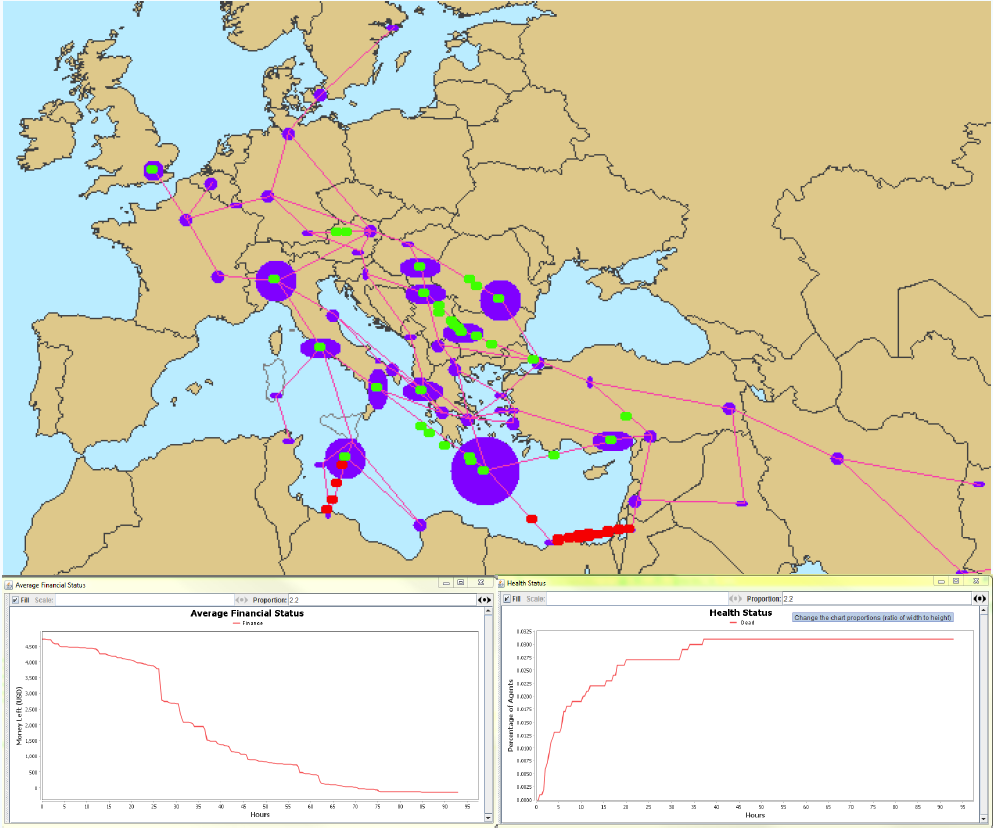 Average Financial Status
Fill Scale: Proportion: 2.2
Average Financial Status
Finance
Money Left (USD)
4,500
4,000
3,500
3,000
2,500
2,000
1,500
1,000
500
0
0 5 10 15 20 25 30 35 40 45 50 55 60 65 70 75 80 85 90 95
Hours
Health Status
Fill Scale: Proportion: 2.2
Health Status
Dead
Change the chart proportions (ratio of width to height)
Percentage of Agents
0.0325
0.0300
0.0275
0.0250
0.0225
0.0200
0.0175
0.0150
0.0125
0.0100
0.0075
0.0050
0.0025
0.0000
0 5 10 15 20 25 30 35 40 45 50 55 60 65 70 75 80 85 90 95
Hours